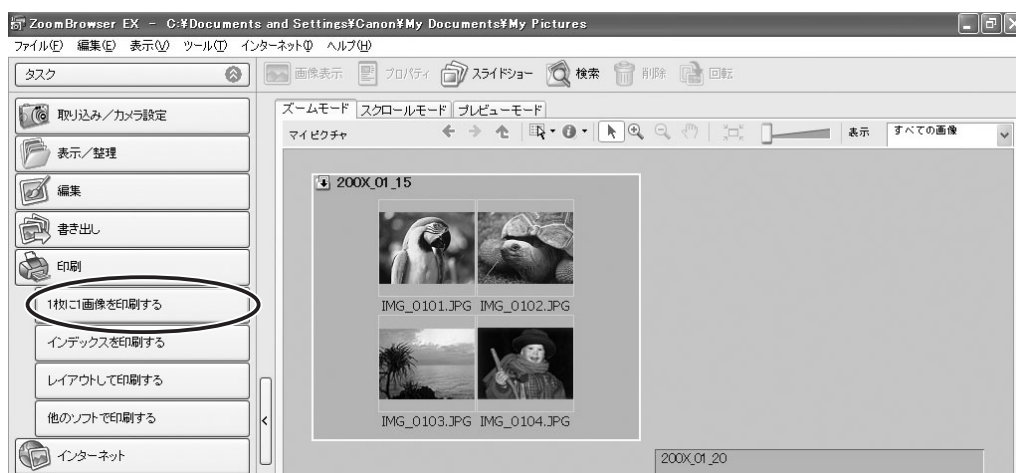 ZoomBrowser EX - C:¥Documents and Settings¥Canon¥My Documents¥My Pictures
ファイル(F) 編集(E) 表示(V) ツール(T) インターネット(I) ヘルプ(H)
タスク
画像表示 プロパティ スライドショー 検索 削除 回転
取り込み／カメラ設定
表示／整理
編集
書き出し
印刷
1枚に1画像を印刷する
インデックスを印刷する
レイアウトして印刷する
他のソフトで印刷する
インターネット
ズームモード スクロールモード プレビューモード
マイピクチャ 表示 すべての画像
200X_01_15
IMG_0101.JPG IMG_0102.JPG
IMG_0103.JPG IMG_0104.JPG
200X_01_20